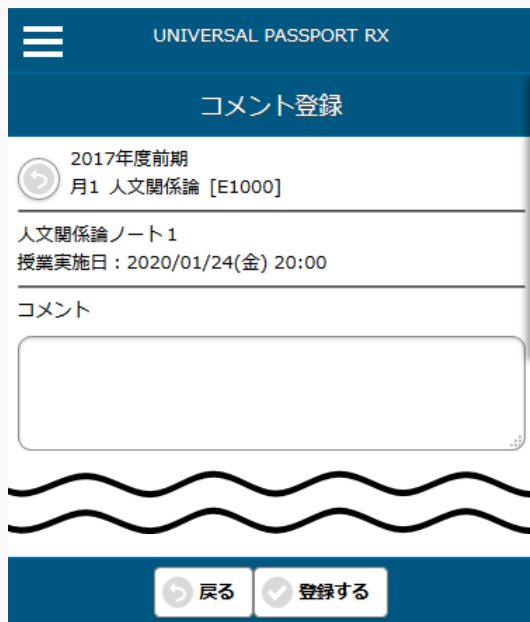 UNIVERSAL PASSPORT RX
コメント登録
2017年度前期
月1 人文関係論 [E1000]
人文関係論ノート1
授業実施日：2020/01/24(金) 20:00
コメント
戻る 登録する